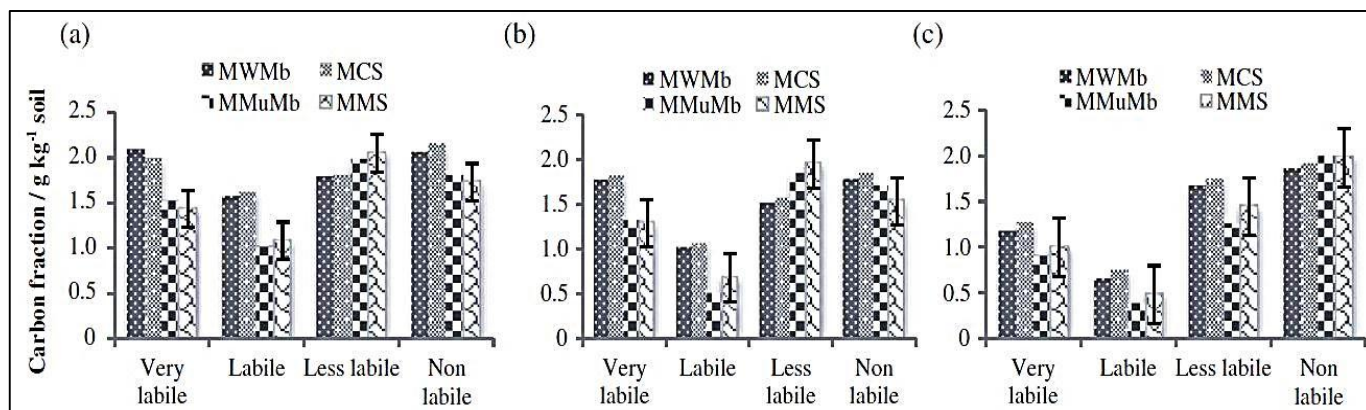 (a)
MWMb MCS
MMuMb MMS
Carbon fraction / g kg⁻¹ soil
2.5
2.0
1.5
1.0
0.5
0
Very labile
Labile
Less labile
Non labile
(b)
MWMb MCS
MMuMb MMS
2.5
2.0
1.5
1.0
0.5
0
Very labile
Labile
Less labile
Non labile
(c)
MWMb MCS
MMuMb MMS
2.5
2.0
1.5
1.0
0.5
0
Very labile
Labile
Less labile
Non labile